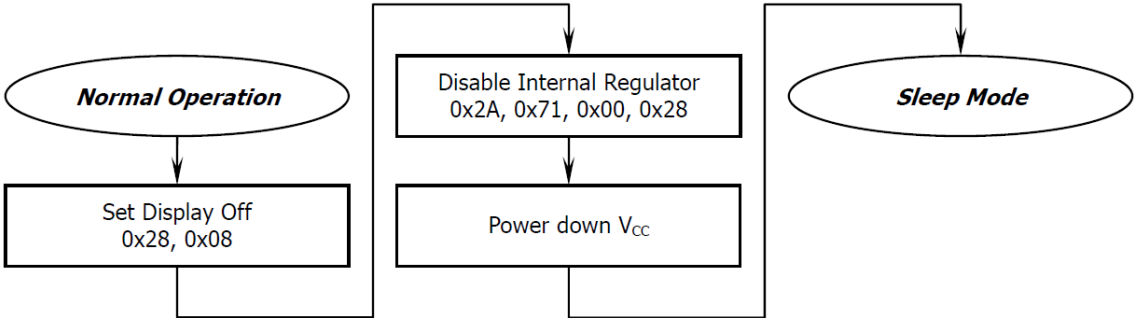 Normal Operation
Set Display Off
0x28, 0x08
Disable Internal Regulator
0x2A, 0x71, 0x00, 0x28
Power down VCC
Sleep Mode